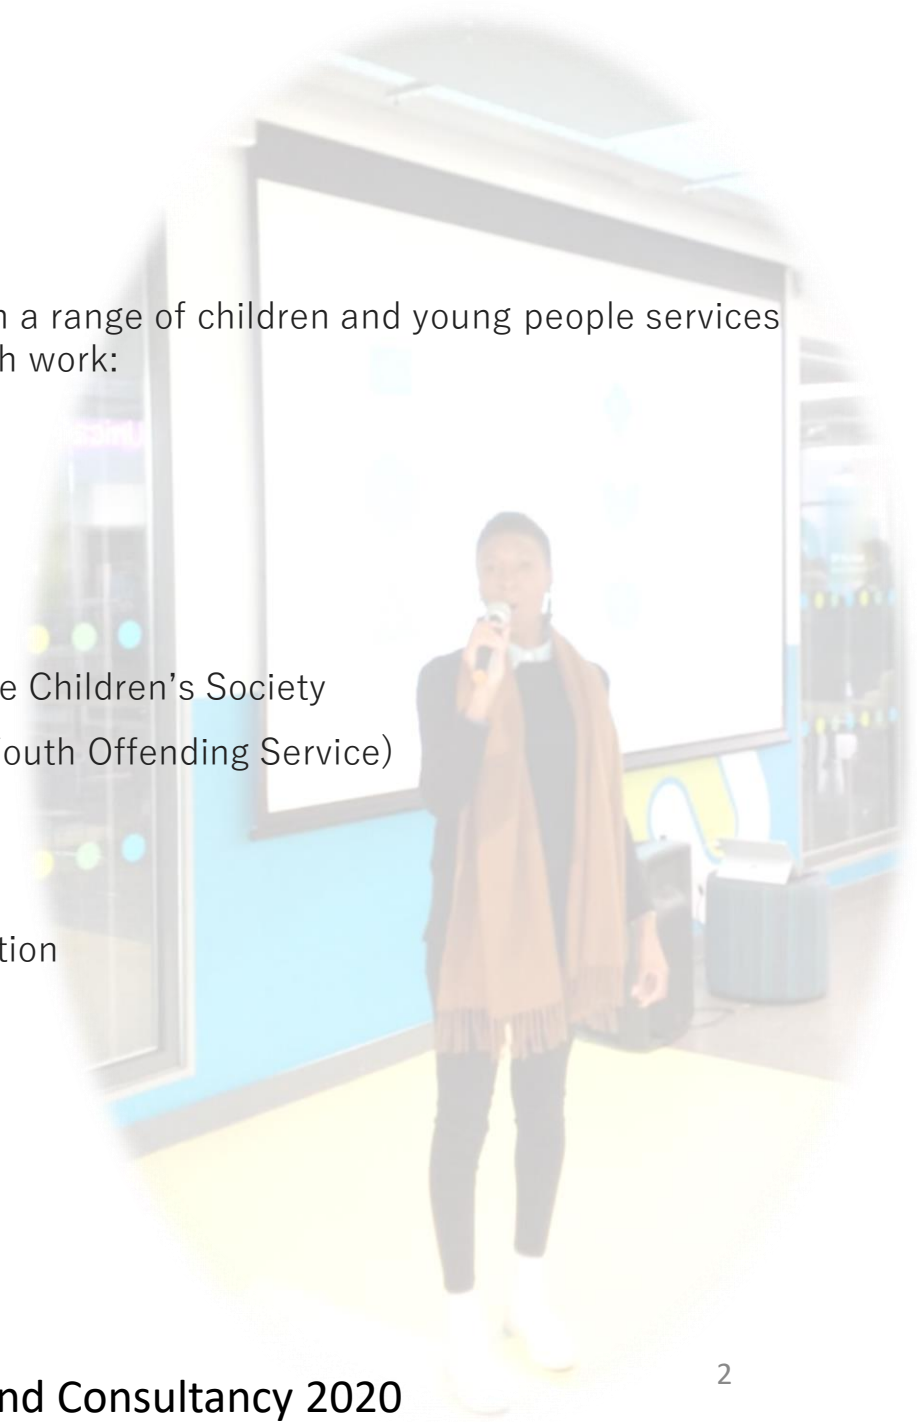 a range of children and young people services
h work:
e Children’s Society
outh Offending Service)
tion
nd Consultancy 2020
2